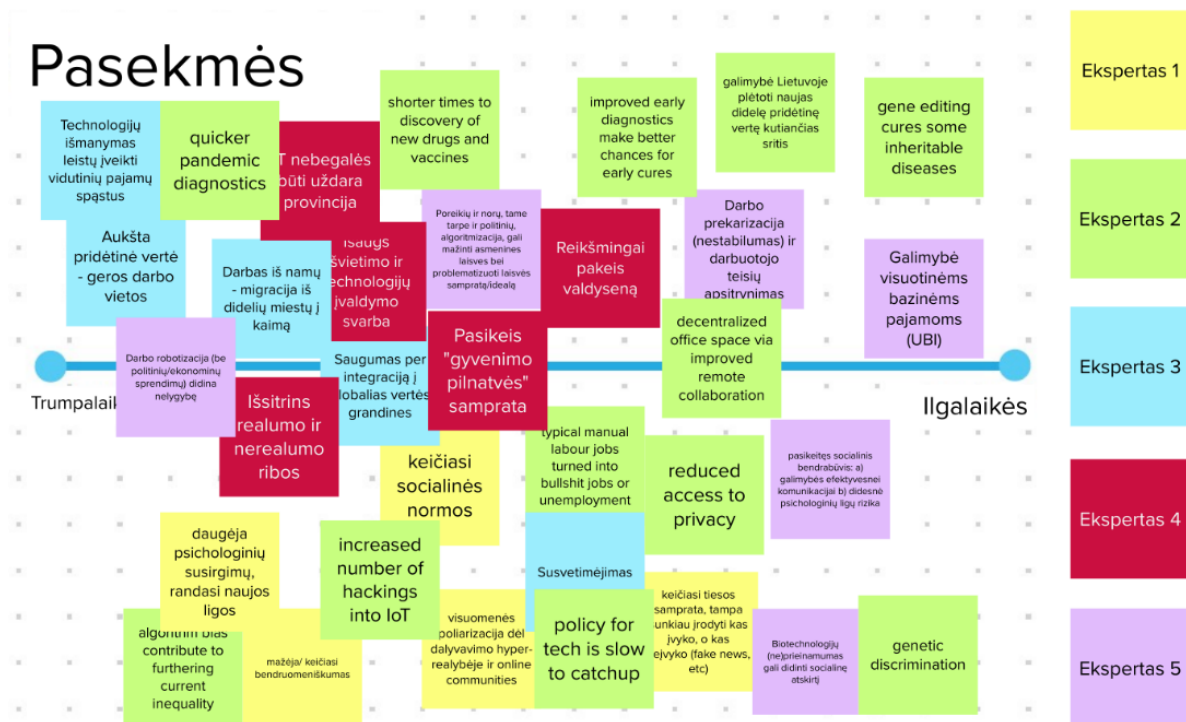 Pasekmės
Technologijų
išmanymas
leistų įveikti
vidutinių pajamų
spąstus
quicker
pandemic
diagnostics
nebegalės
būti uždara
provincija
shorter times to
discovery of
new drugs and
vaccines
improved early
diagnostics
make better
chances for
early cures
galimybė Lietuvoje
plėtoti naujas
didelę pridėtinę
vertę kutiančias
sritis
gene editing
cures some
inheritable
diseases
Aukšta
pridėtinė vertė
- geros darbo
vietos
Darbas iš namų
- migracija iš
didelių miestų į
kaimą
išaugs
švietimo ir
technologijų
įvaldymo
svarba
Poreikių ir norų, tame
tarpe ir politinių,
algoritmizacija, gali
mažinti asmenines
laisves bei
problematizuoti laisvės
sampratą/idealą
Reikšmingai
pakeis
valdyseną
Darbo
prekarizacija
(nestabilumas) ir
darbuotojo
teisių
apsitrynimas
Galimybė
visuotinėms
bazinėms
pajamoms
(UBI)
Darbo robotizacija (be
politinių/ekonominų
sprendimų) didina
nelygybę
Saugumas per
integraciją į
globalias vertės
grandines
Pasikeis
"gyvenimo
pilnatvės"
samprata
decentralized
office space via
improved
remote
collaboration
Trumpalaik
Ilgalaikės
Išsitrins
realumo ir
nerealumo
ribos
keičiasi
socialinės
normos
typical manual
labour jobs
turned into
bullshit jobs or
unemployment
reduced
access to
privacy
pasikeitęs socialinis
bendrabūvis: a)
galimybės efektyvesnei
komunikacijai b) didesnė
psichologinių ligų rizika
daugėja
psichologinių
susirgimų,
randasi naujos
ligos
increased
number of
hackings
into IoT
Susvetimėjimas
algorithm bias
contribute to
furthering
current
inequality
mažėja/ keičiasi
bendruomeniškumas
visuomenės
poliarizacija dėl
dalyvavimo hyper-
realybėje ir online
communities
policy for
tech is slow
to catchup
keičiasi tiesos
samprata, tampa
sunkiau įrodyti kas
įvyko, o kas
neįvyko (fake news,
etc)
Biotechnologijų
(ne)prieinamumas
gali didinti socialinę
atskirtį
genetic
discrimination
Ekspertas 1
Ekspertas 2
Ekspertas 3
Ekspertas 4
Ekspertas 5